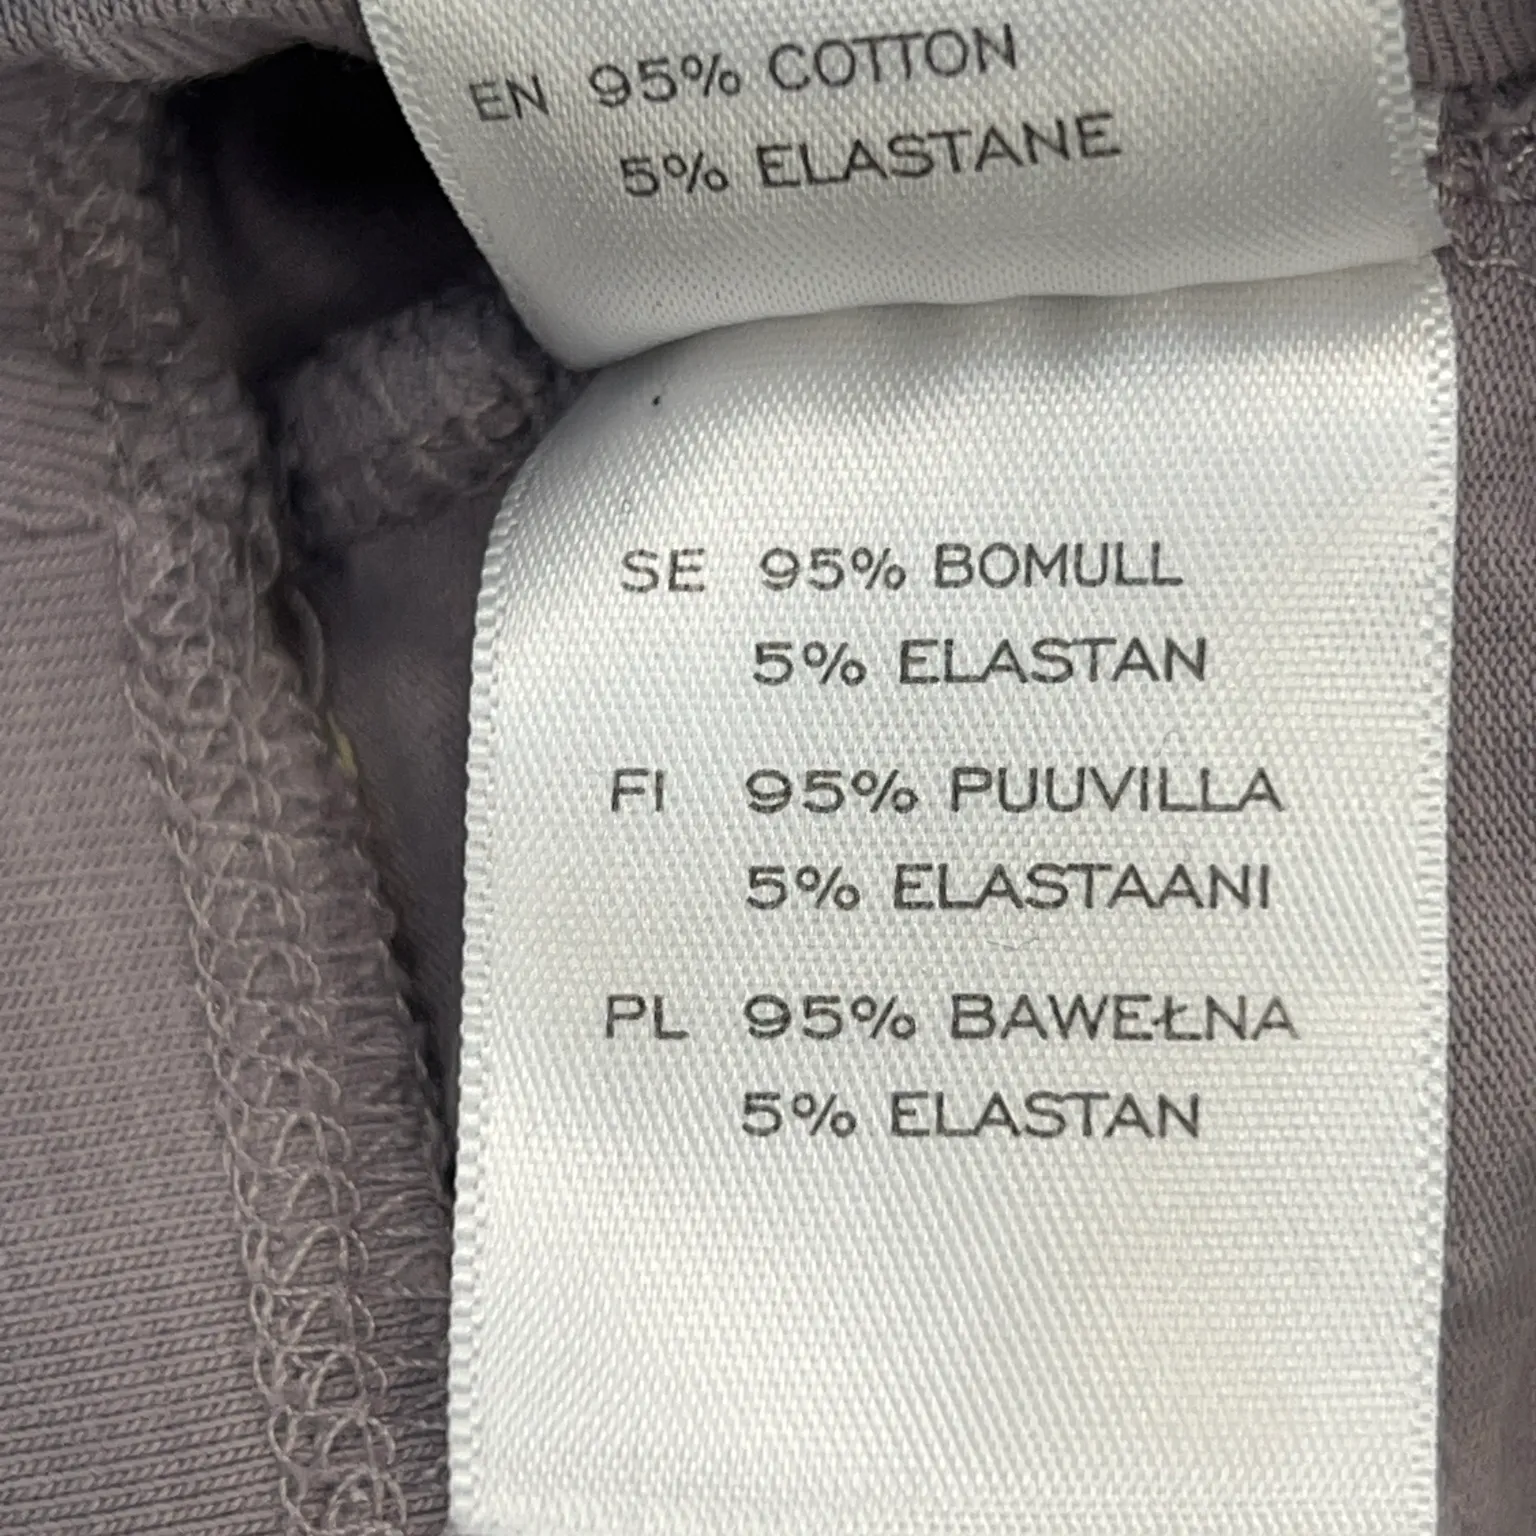 EN 95% COTTON
5% ELASTANE
SE 95% BOMULL
5% ELASTAN
FI 95% PUUVILLA
5% ELASTAANI
PL 95% BAWEŁNA
5% ELASTAN